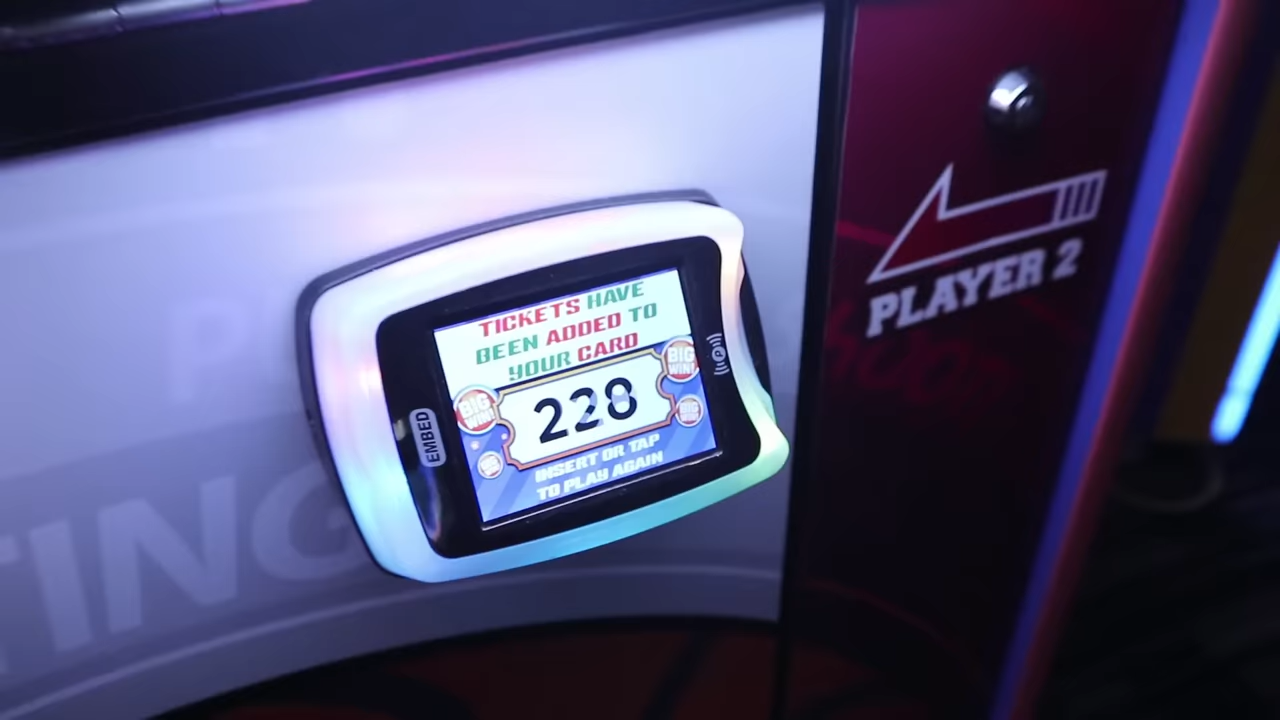 TICKETS HAVE
BEEN ADDED TO
YOUR CARD
BIG
WIN!
BIG
WIN!
228
INSERT OR TAP
TO PLAY AGAIN
EMBED
PLAYER 2
TING